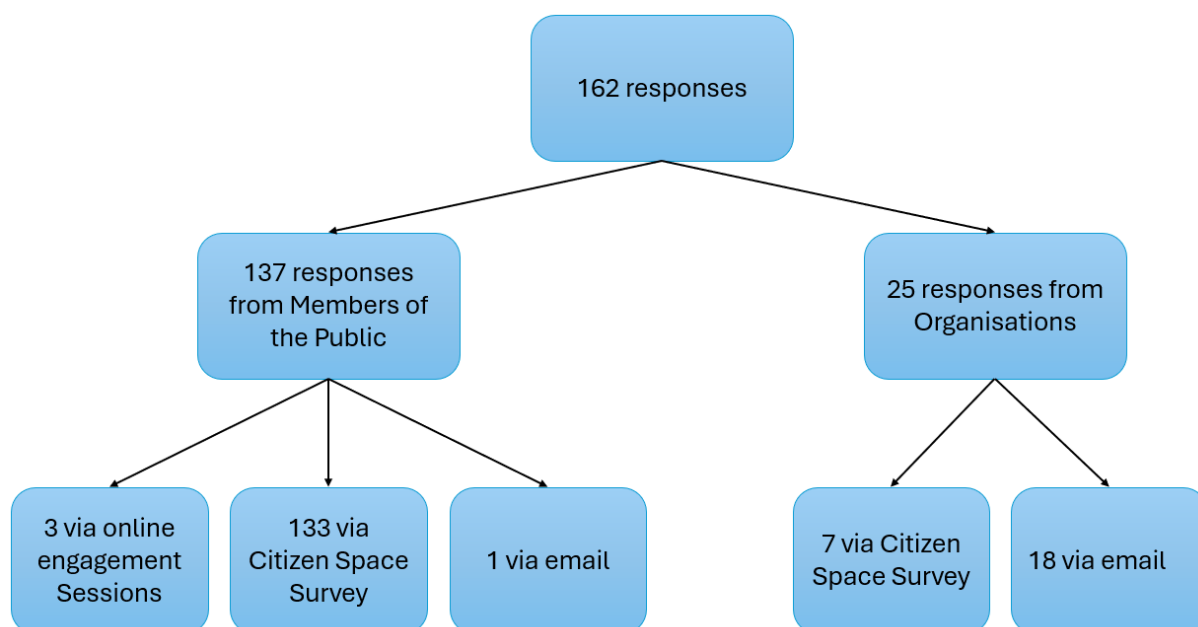 162 responses
137 responses
from Members of
the Public
25 responses from
Organisations
3 via online
engagement
Sessions
133 via
Citizen Space
Survey
1 via email
7 via Citizen
Space Survey
18 via email